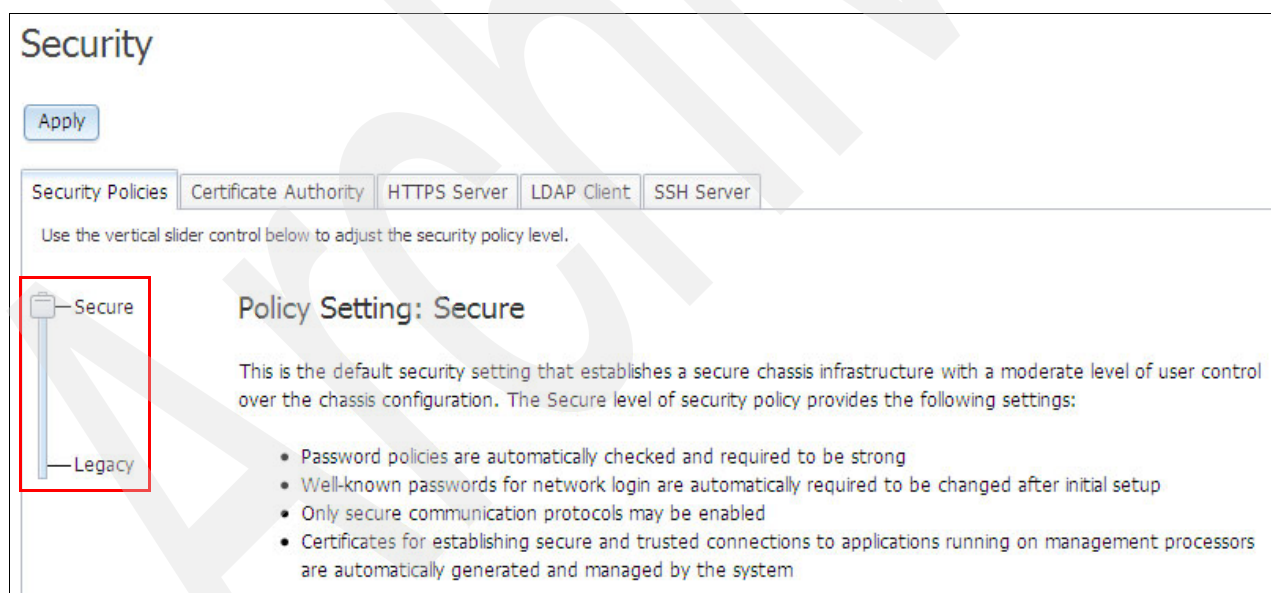 Security
Apply
Security Policies Certificate Authority HTTPS Server LDAP Client SSH Server
Use the vertical slider control below to adjust the security policy level.
Secure
Legacy
Policy Setting: Secure
This is the default security setting that establishes a secure chassis infrastructure with a moderate level of user control
over the chassis configuration. The Secure level of security policy provides the following settings:
• Password policies are automatically checked and required to be strong
• Well-known passwords for network login are automatically required to be changed after initial setup
• Only secure communication protocols may be enabled
• Certificates for establishing secure and trusted connections to applications running on management processors
are automatically generated and managed by the system